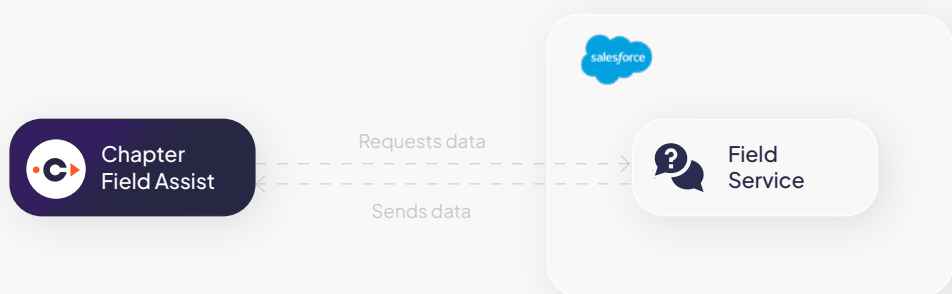 salesforce
Chapter
Field Assist
Requests data
Sends data
?
Field
Service